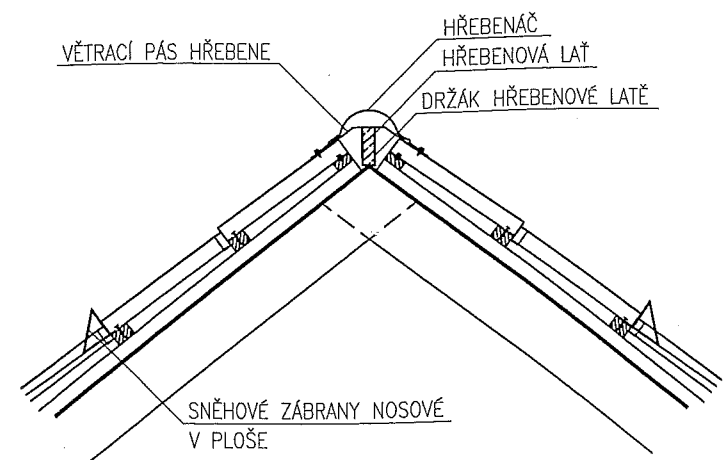 HŘEBENÁČ
VĚTRACÍ PÁS HŘEBENE
HŘEBENOVÁ LAŤ
DRŽÁK HŘEBENOVÉ LATĚ
SNĚHOVÉ ZÁBRANY NOSOVÉ
V PLOŠE